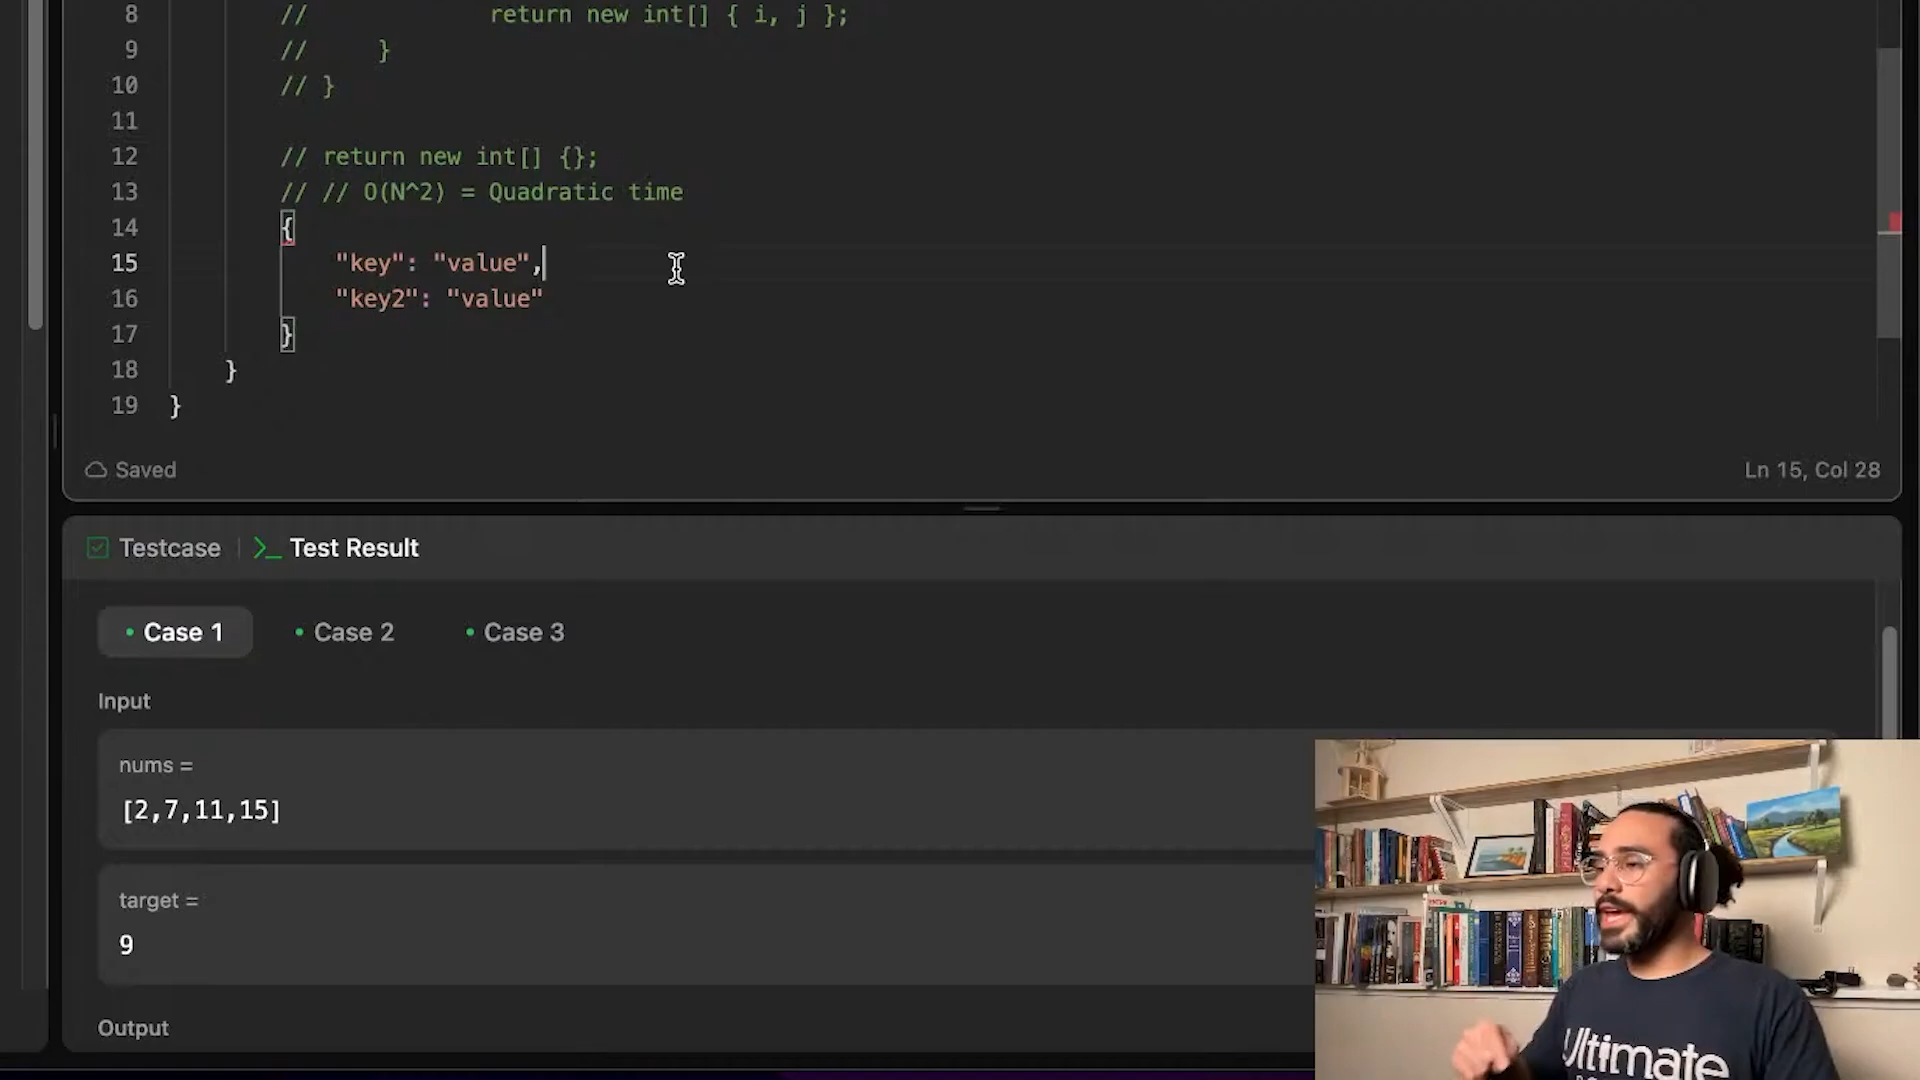 8 // return new int[] { i, j };
9 // }
10 // }
11
12 // return new int[] {};
13 // // O(N^2) = Quadratic time
14 {
15 "key": "value",
16 "key2": "value"
17 }
18 }
19 }
Saved
Ln 15, Col 28
Testcase
>_ Test Result
Case 1
Case 2
Case 3
Input
nums =
[2,7,11,15]
target =
9
Output
Ultimate